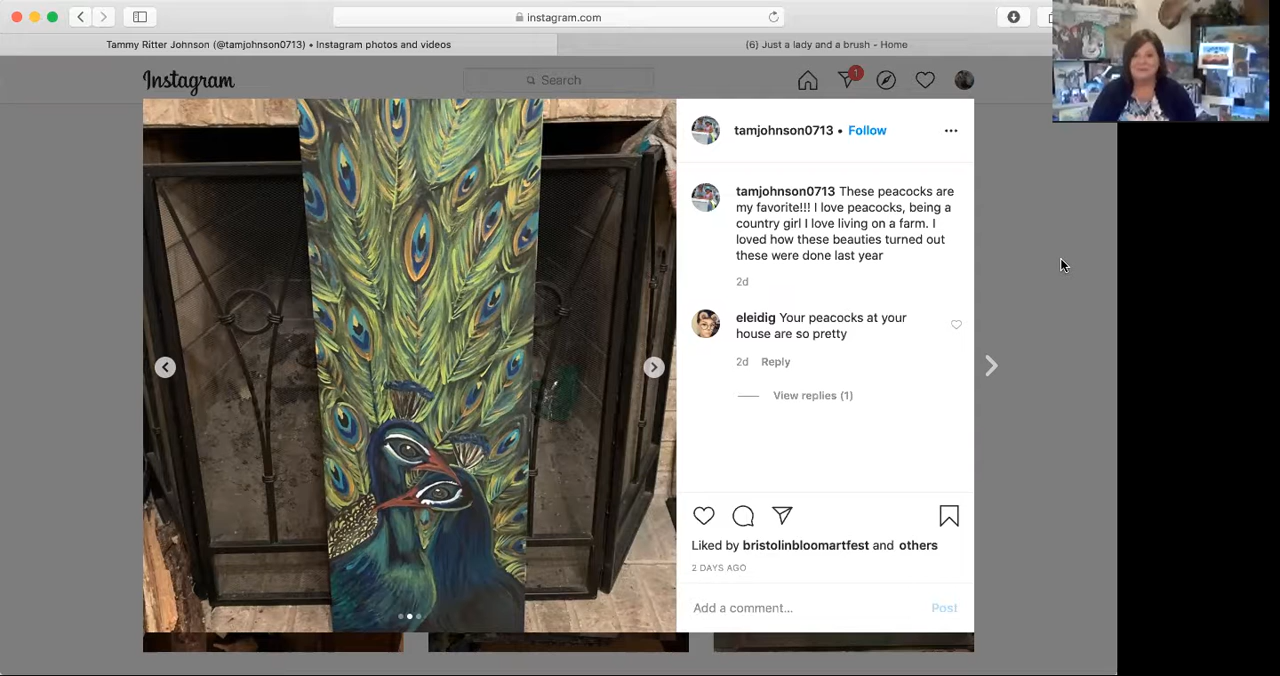 instagram.com
Tammy Ritter Johnson (@tamjohnson0713) • Instagram photos and videos
(6) Just a lady and a brush - Home
Instagram
Search
1
tamjohnson0713 • Follow
tamjohnson0713 These peacocks are
my favorite!!! I love peacocks, being a
country girl I love living on a farm. I
loved how these beauties turned out
these were done last year
2d
eleidig Your peacocks at your
house are so pretty
2d Reply
View replies (1)
Liked by bristolinbloomartfest and others
2 DAYS AGO
Add a comment... Post